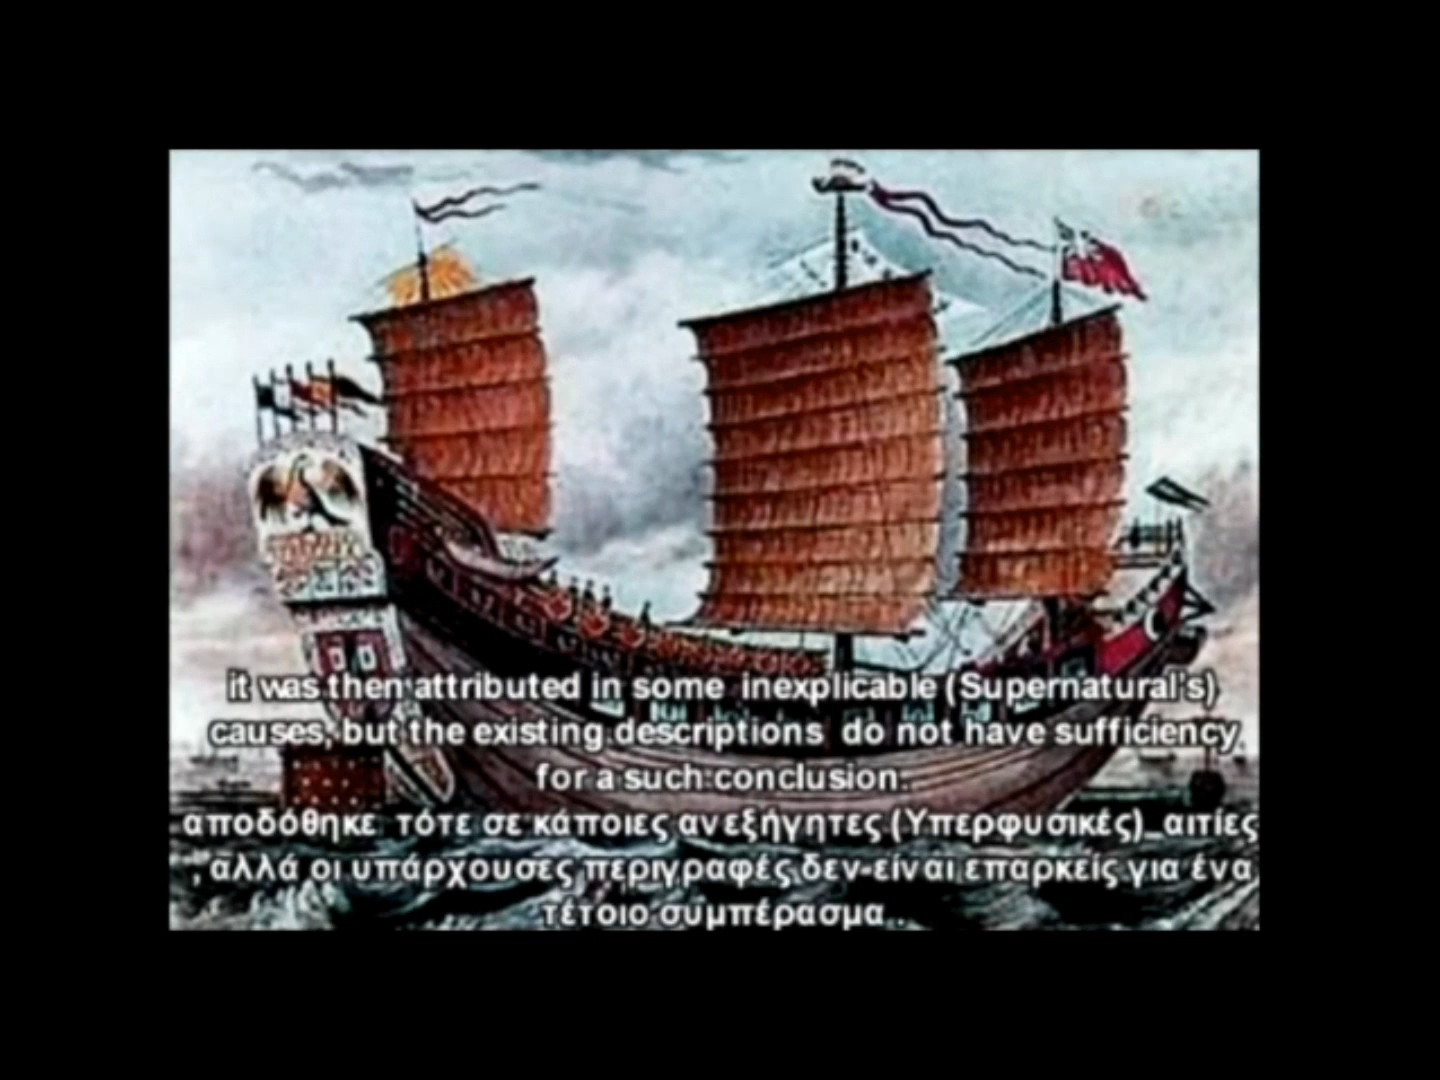 it was then attributed in some inexplicable (Supernatural's)
causes, but the existing descriptions do not have sufficiency
for a such conclusion.
αποδόθηκε τότε σε κάποιες ανεξήγητες (Υπερφυσικές) αιτίες
, αλλά οι υπάρχουσες περιγραφές δεν είναι επαρκείς για ένα
τέτοιο συμπέρασμα .